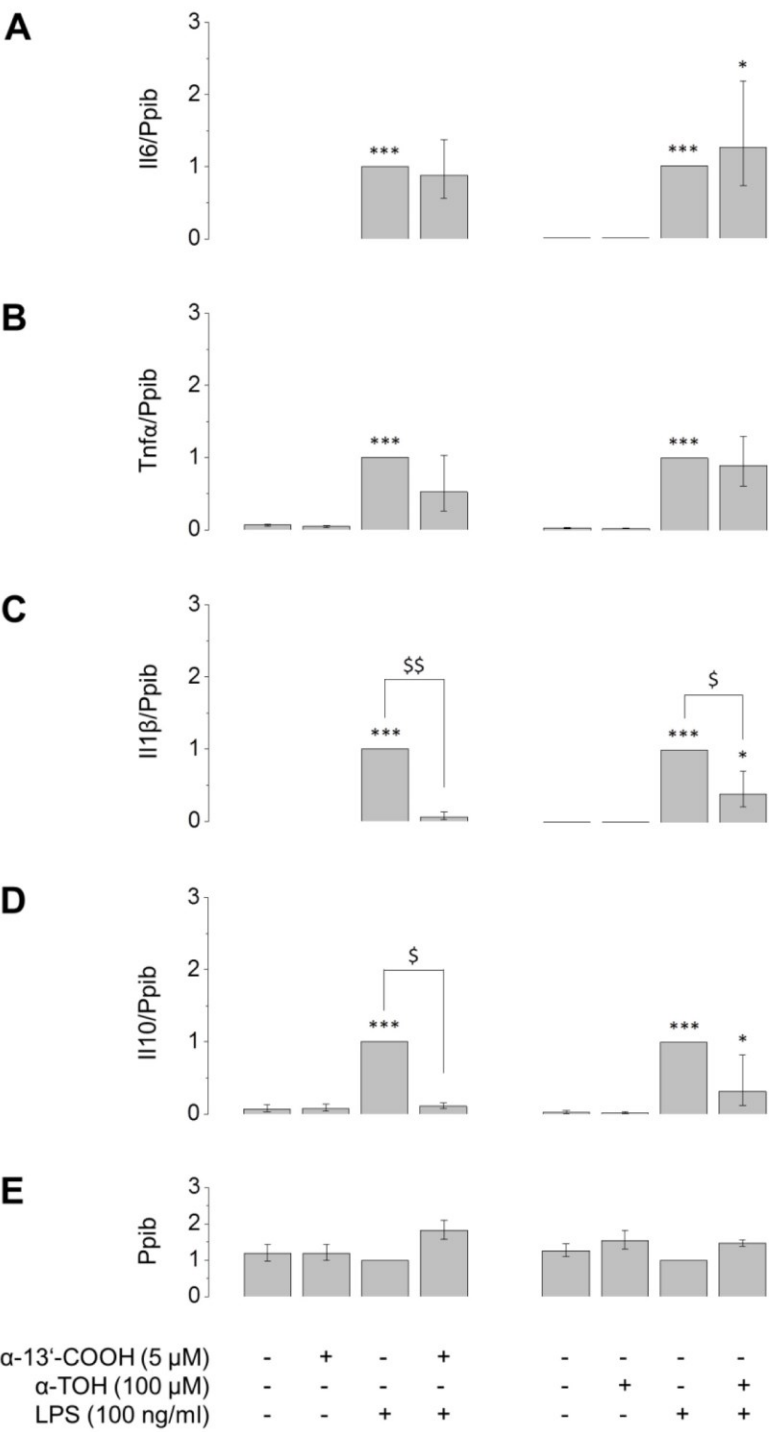 A
Il6/Ppib
3
2
1
0
***
***
*
B
Tnfα/Ppib
3
2
1
0
***
***
C
Il1β/Ppib
3
2
1
0
$$
***
$
***
*
D
Il10/Ppib
3
2
1
0
$
***
***
*
E
Ppib
3
2
1
0
α-13‘-COOH (5 µM) - + - + - - - -
α-TOH (100 µM) - - - - - + - +
LPS (100 ng/ml) - - + + - - + +